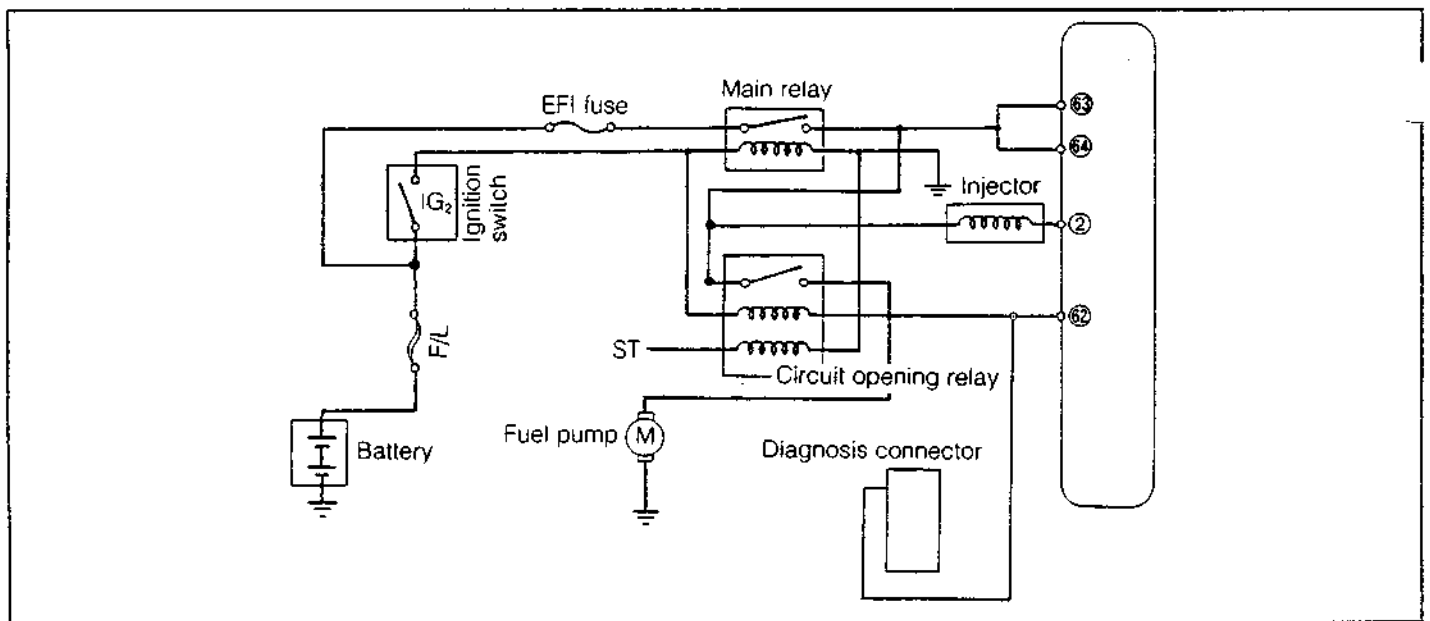 EFI fuse
Main relay
63
64
IG2
Ignition
switch
Injector
2
F/L
62
ST
Circuit opening relay
Battery
Fuel pump
M
Diagnosis connector